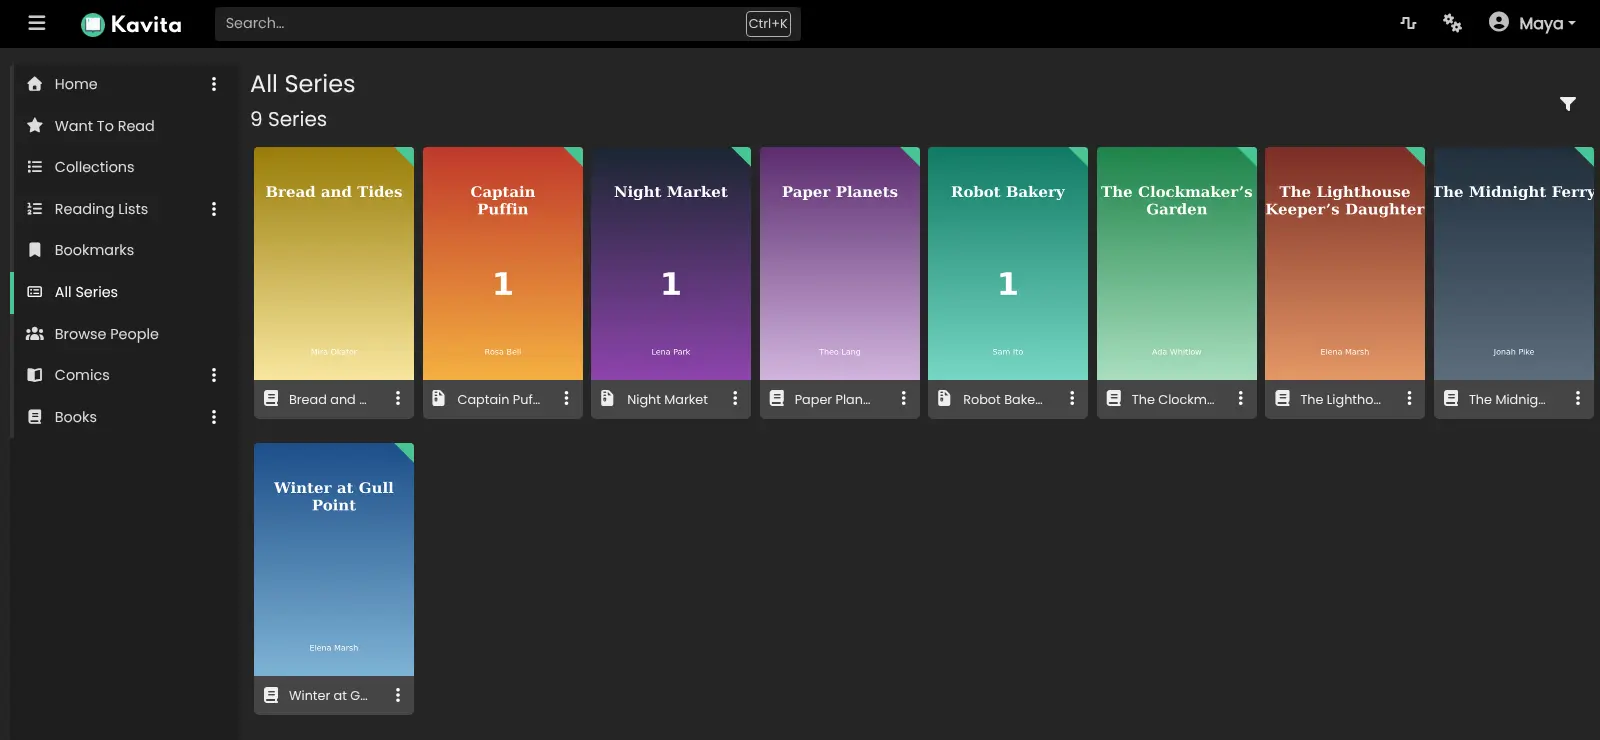 Kavita
Search...
Ctrl+K
Maya
Home
Want To Read
Collections
Reading Lists
Bookmarks
All Series
Browse People
Comics
Books
All Series
9 Series
Bread and Tides
Mira Okafor
Bread and ...
Captain
Puffin
1
Rosa Bell
Captain Puf...
Night Market
1
Lena Park
Night Market
Paper Planets
Theo Lang
Paper Plan...
Robot Bakery
1
Sam Ito
Robot Bake...
The Clockmaker’s
Garden
Ada Whitlow
The Clockm...
The Lighthouse
Keeper’s Daughter
Elena Marsh
The Lightho...
The Midnight Ferry
Jonah Pike
The Midnig...
Winter at Gull
Point
Elena Marsh
Winter at G...